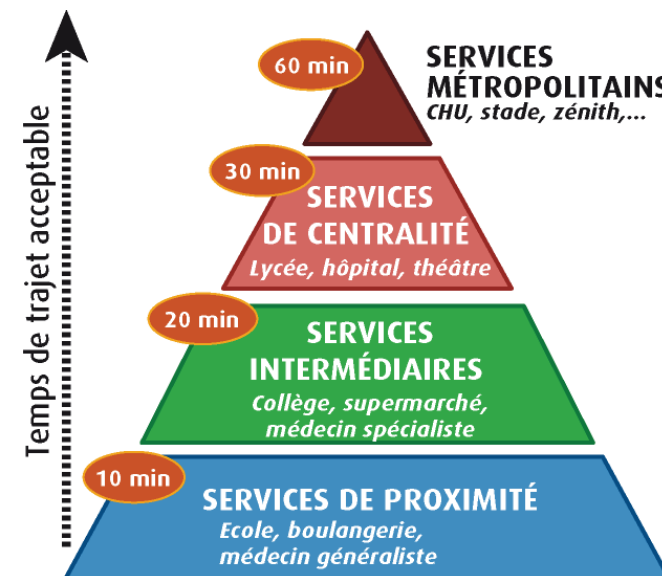 60 min
SERVICES
MÉTROPOLITAINS
CHU, stade, zénith,...
30 min
SERVICES
DE CENTRALITÉ
Lycée, hôpital, théâtre
20 min
SERVICES
INTERMÉDIAIRES
Collège, supermarché,
médecin spécialiste
10 min
SERVICES DE PROXIMITÉ
Ecole, boulangerie,
médecin généraliste
Temps de trajet acceptable